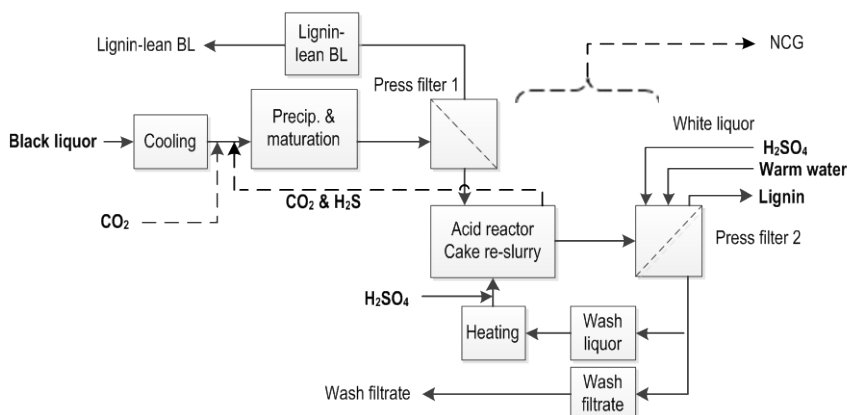 Lignin-lean BL
Lignin-
lean BL
NCG
Press filter 1
Black liquor
Cooling
Precip. &
maturation
White liquor
H₂SO₄
Warm water
Lignin
CO₂
CO₂ & H₂S
Acid reactor
Cake re-slurry
Press filter 2
H₂SO₄
Heating
Wash
liquor
Wash filtrate
Wash
filtrate